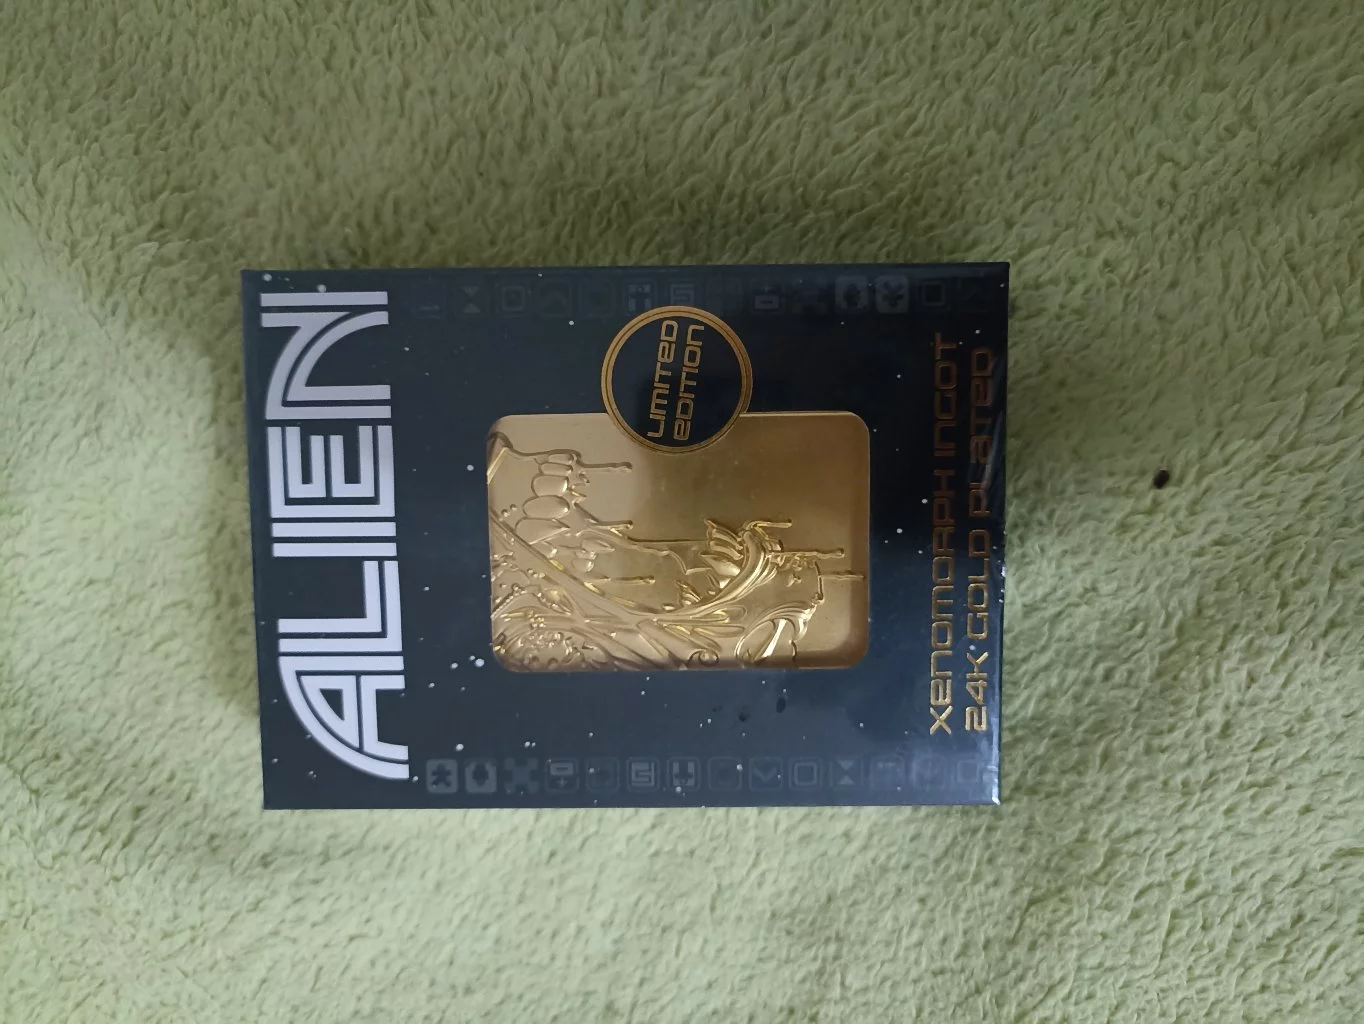 ALIEN
LIMITED
EDITION
XENOMORPH INGOT
24K GOLD PLATED